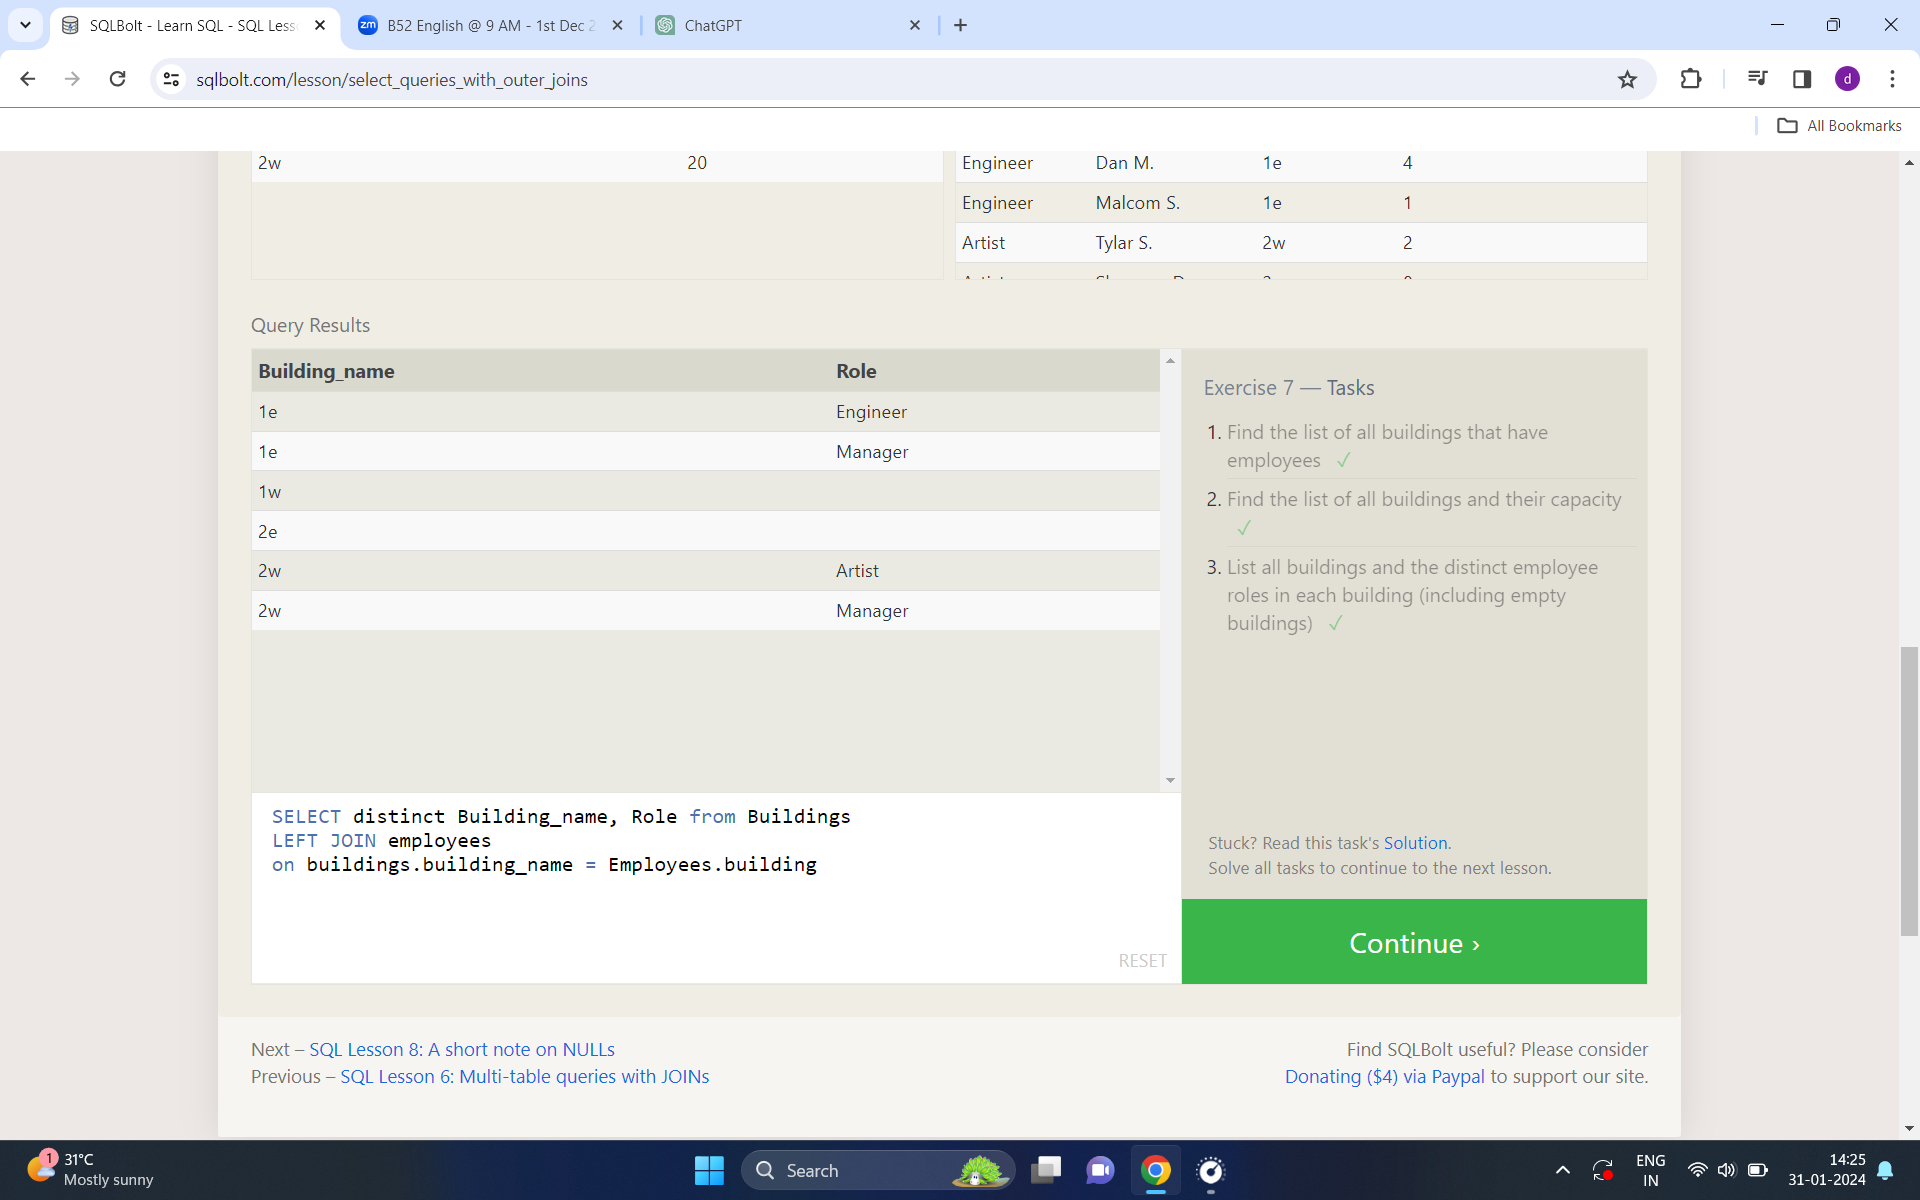 SQLBolt - Learn SQL - SQL Less
B52 English @ 9 AM - 1st Dec 2
ChatGPT
sqlbolt.com/lesson/select_queries_with_outer_joins
d
All Bookmarks
2w 20
Engineer Dan M. 1e 4
Engineer Malcom S. 1e 1
Artist Tylar S. 2w 2
Query Results
Building_name Role
1e Engineer
1e Manager
1w
2e
2w Artist
2w Manager
Exercise 7 — Tasks
1. Find the list of all buildings that have
employees ✓
2. Find the list of all buildings and their capacity
✓
3. List all buildings and the distinct employee
roles in each building (including empty
buildings) ✓
SELECT distinct Building_name, Role from Buildings
LEFT JOIN employees
on buildings.building_name = Employees.building
RESET
Stuck? Read this task's Solution.
Solve all tasks to continue to the next lesson.
Continue ›
Next – SQL Lesson 8: A short note on NULLs
Previous – SQL Lesson 6: Multi-table queries with JOINs
Find SQLBolt useful? Please consider
Donating ($4) via Paypal to support our site.
1
31°C
Mostly sunny
Search
ENG
IN
14:25
31-01-2024